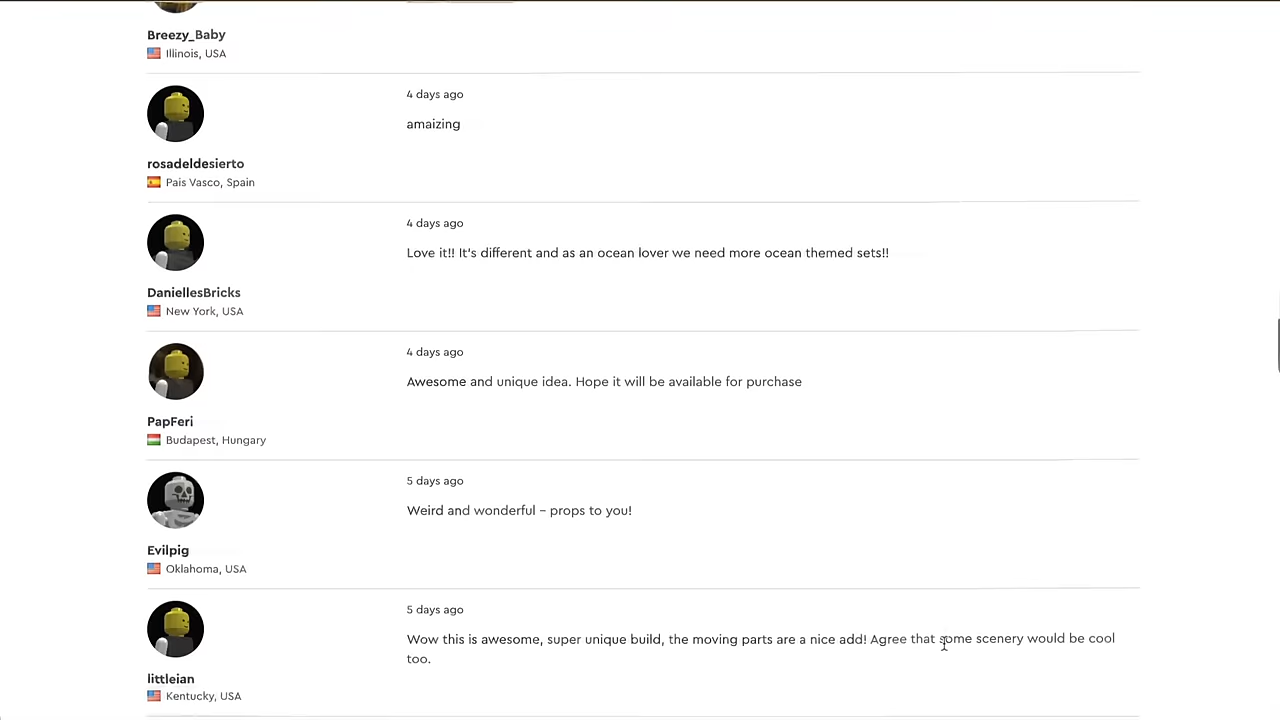 Breezy_Baby
Illinois, USA
4 days ago
amaizing
rosadeldesierto
Pais Vasco, Spain
4 days ago
Love it!! It's different and as an ocean lover we need more ocean themed sets!!
DaniellesBricks
New York, USA
4 days ago
Awesome and unique idea. Hope it will be available for purchase
PapFeri
Budapest, Hungary
5 days ago
Weird and wonderful – props to you!
Evilpig
Oklahoma, USA
5 days ago
Wow this is awesome, super unique build, the moving parts are a nice add! Agree that some scenery would be cool
too.
littleian
Kentucky, USA